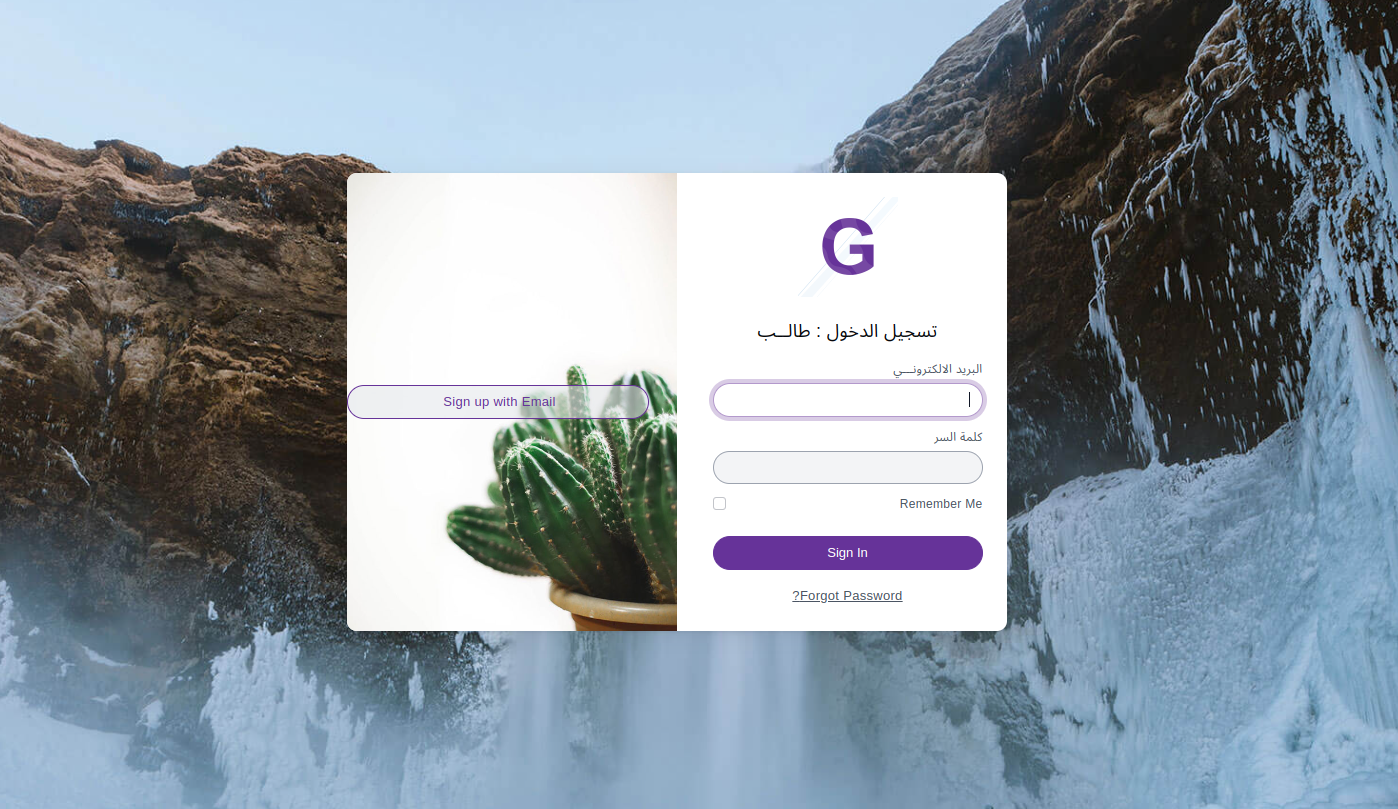 G
تسجيل الدخول : طالــب
البريد الالكترونـــي
Sign up with Email
كلمة السر
Remember Me
Sign In
?Forgot Password